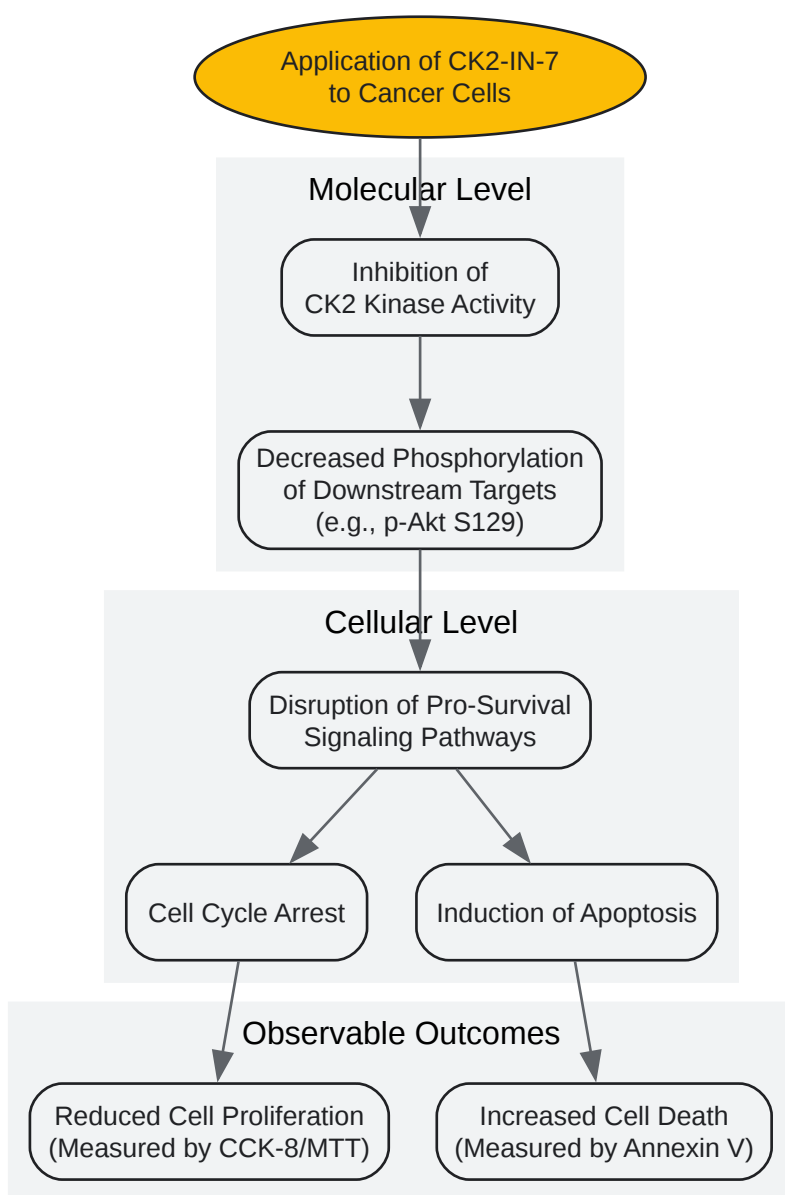 Application of CK2-IN-7
to Cancer Cells
Molecular Level
Inhibition of
CK2 Kinase Activity
Decreased Phosphorylation
of Downstream Targets
(e.g., p-Akt S129)
Cellular Level
Disruption of Pro-Survival
Signaling Pathways
Cell Cycle Arrest
Induction of Apoptosis
Observable Outcomes
Reduced Cell Proliferation
(Measured by CCK-8/MTT)
Increased Cell Death
(Measured by Annexin V)